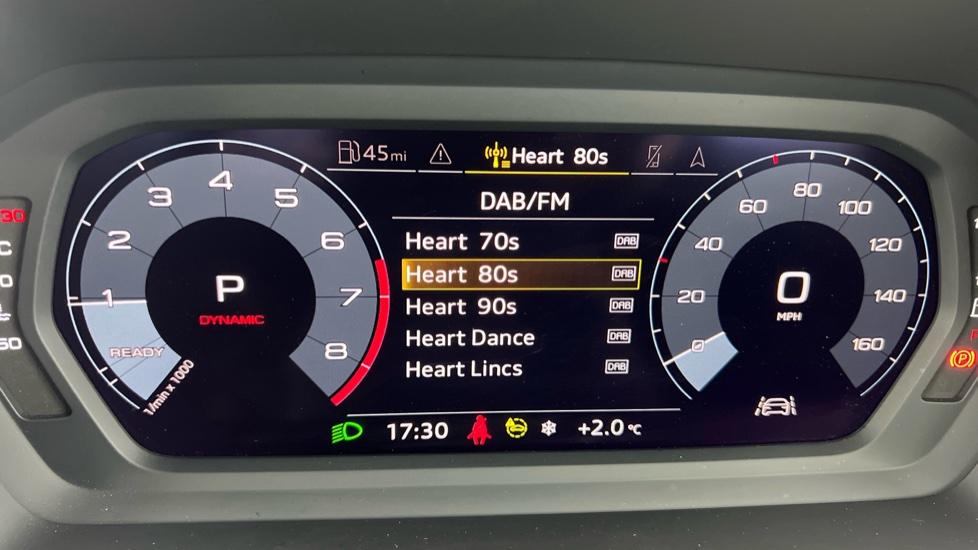 45mi
Heart 80s
DAB/FM
Heart 70s DAB
Heart 80s DAB
Heart 90s DAB
Heart Dance DAB
Heart Lincs DAB
17:30
+2.0 °C
1
2
3
4
5
6
7
8
READY
1/min x 1000
P
DYNAMIC
0
20
40
60
80
100
120
140
160
0
MPH
30
C
(P)